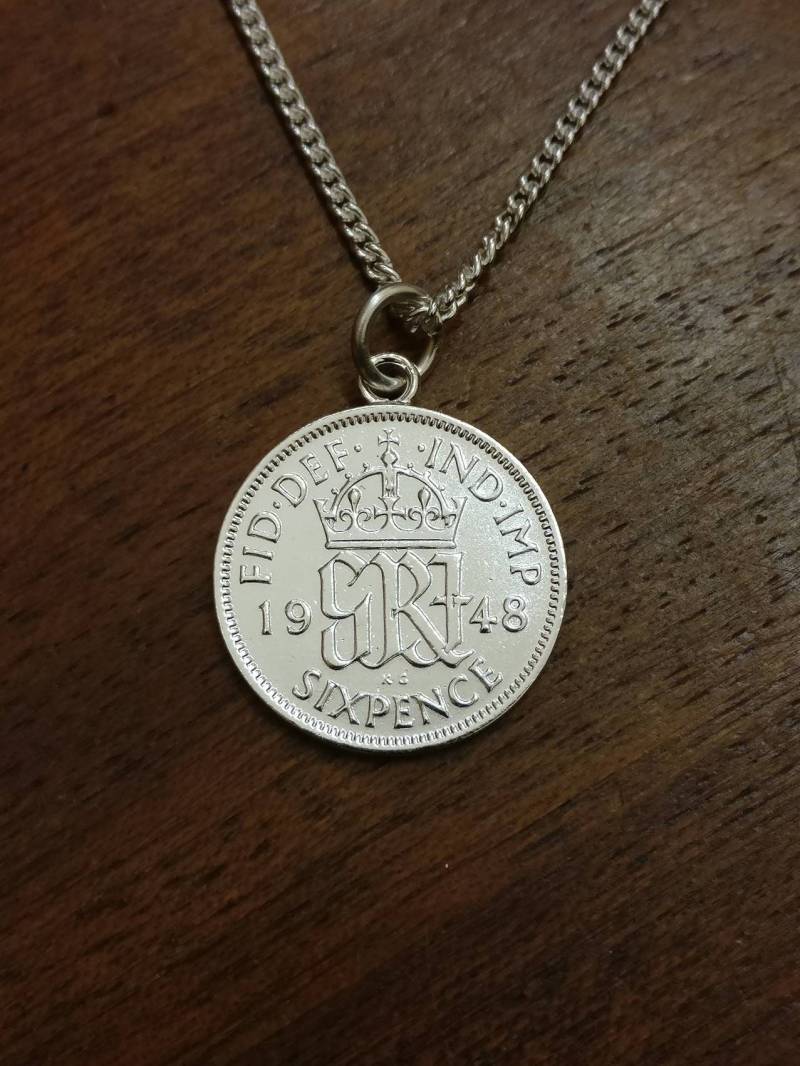 FID·DEF· ·IND·IMP
19 GRI 48
KG
SIXPENCE